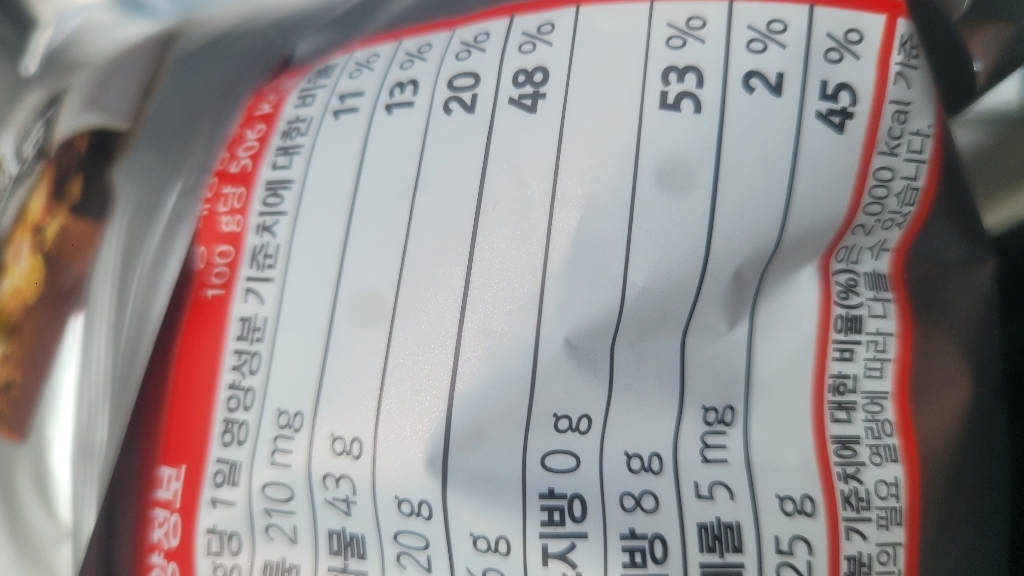 양정보
100 g당 506
1일 영양성분 기준치에 대한 비율
210 mg 11 %
43 g 13 %
20 g 20 %
g 48 %
지방 0 g
방 8 g 53 %
5 mg 2 %
25 g 45 %
분 기준치에 대한 비율(%)은 2,000 kcal 기준
의 필요 열량에 따라 다를 수 있습니다.